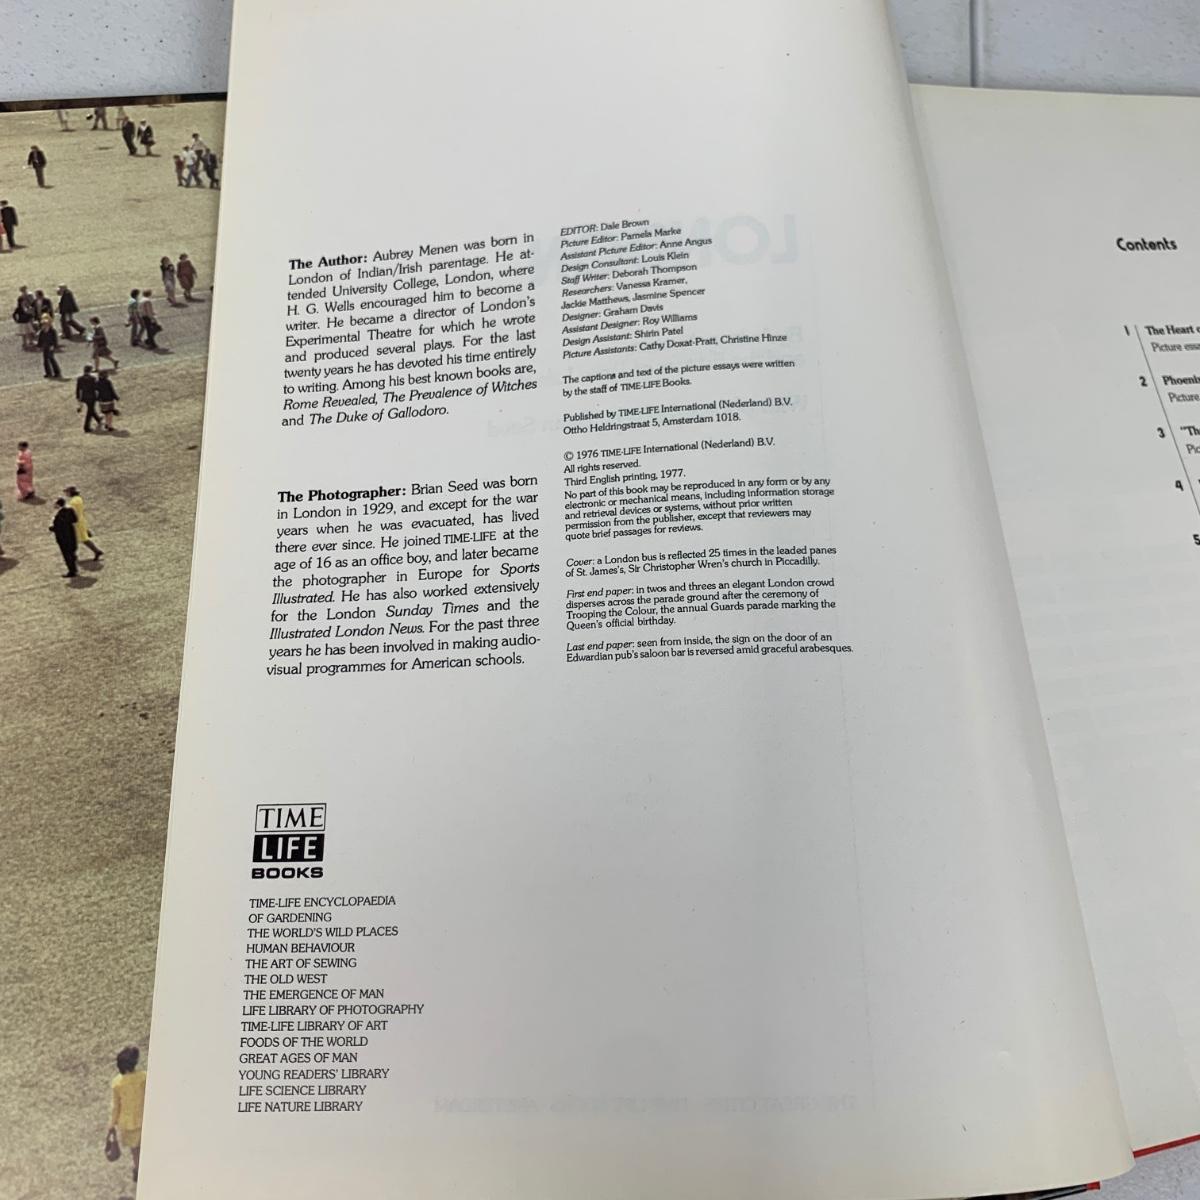 The Author: Aubrey Menen was born in
London of Indian/Irish parentage. He at-
tended University College, London, where
H. G. Wells encouraged him to become a
writer. He became a director of London's
Experimental Theatre for which he wrote
and produced several plays. For the last
twenty years he has devoted his time entirely
to writing. Among his best known books are,
Rome Revealed, The Prevalence of Witches
and The Duke of Gallodoro.
The Photographer: Brian Seed was born
in London in 1929, and except for the war
years when he was evacuated, has lived
there ever since. He joined TIME-LIFE at the
age of 16 as an office boy, and later became
the photographer in Europe for Sports
Illustrated. He has also worked extensively
for the London Sunday Times and the
Illustrated London News. For the past three
years he has been involved in making audio-
visual programmes for American schools.
TIME
LIFE
BOOKS
TIME-LIFE ENCYCLOPAEDIA
OF GARDENING
THE WORLD'S WILD PLACES
HUMAN BEHAVIOUR
THE ART OF SEWING
THE OLD WEST
THE EMERGENCE OF MAN
LIFE LIBRARY OF PHOTOGRAPHY
TIME-LIFE LIBRARY OF ART
FOODS OF THE WORLD
GREAT AGES OF MAN
YOUNG READERS' LIBRARY
LIFE SCIENCE LIBRARY
LIFE NATURE LIBRARY
EDITOR: Dale Brown
Picture Editor: Pamela Marke
Assistant Picture Editor: Anne Angus
Design Consultant: Louis Klein
Staff Writer: Deborah Thompson
Researchers: Vanessa Kramer,
Jackie Matthews, Jasmine Spencer
Designer: Graham Davis
Assistant Designer: Roy Williams
Design Assistant: Shirin Patel
Picture Assistants: Cathy Doxat-Pratt, Christine Hinze
The captions and text of the picture essays were written
by the staff of TIME-LIFE Books.
Published by TIME-LIFE International (Nederland) B.V.
Ottho Heldringstraat 5, Amsterdam 1018.
© 1976 TIME-LIFE International (Nederland) B.V.
All rights reserved.
Third English printing, 1977.
No part of this book may be reproduced in any form or by any
electronic or mechanical means, including information storage
and retrieval devices or systems, without prior written
permission from the publisher, except that reviewers may
quote brief passages for reviews.
Cover: a London bus is reflected 25 times in the leaded panes
of St. James's, Sir Christopher Wren's church in Piccadilly.
First end paper: in twos and threes an elegant London crowd
disperses across the parade ground after the ceremony of
Trooping the Colour, the annual Guards parade marking the
Queen's official birthday.
Last end paper: seen from inside, the sign on the door of an
Edwardian pub's saloon bar is reversed amid graceful arabesques.
Contents
1 The Heart
Picture
2
Picture
3 "The
4
5